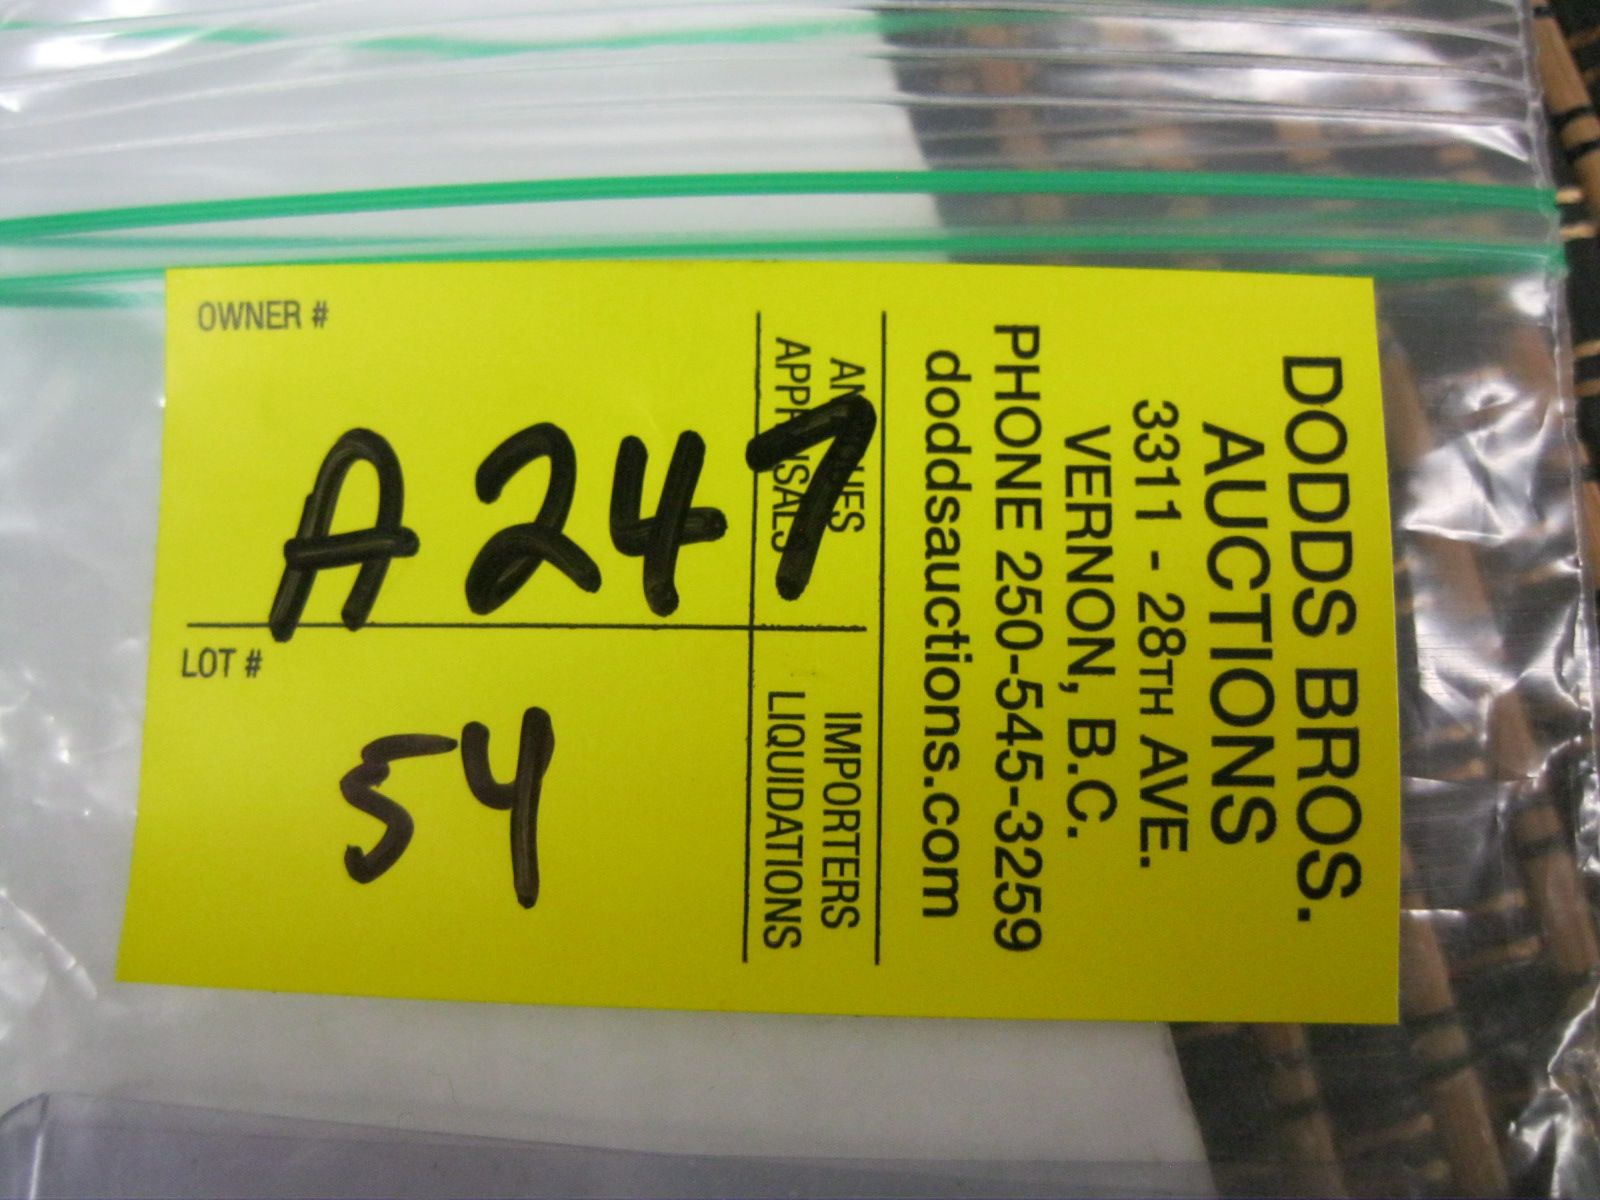 DODDS BROS.
AUCTIONS
3311 - 28TH AVE.
VERNON, B.C.
PHONE 250-545-3259
doddsauctions.com
IMPORTERS
LIQUIDATIONS
OWNER #
A247
LOT #
54